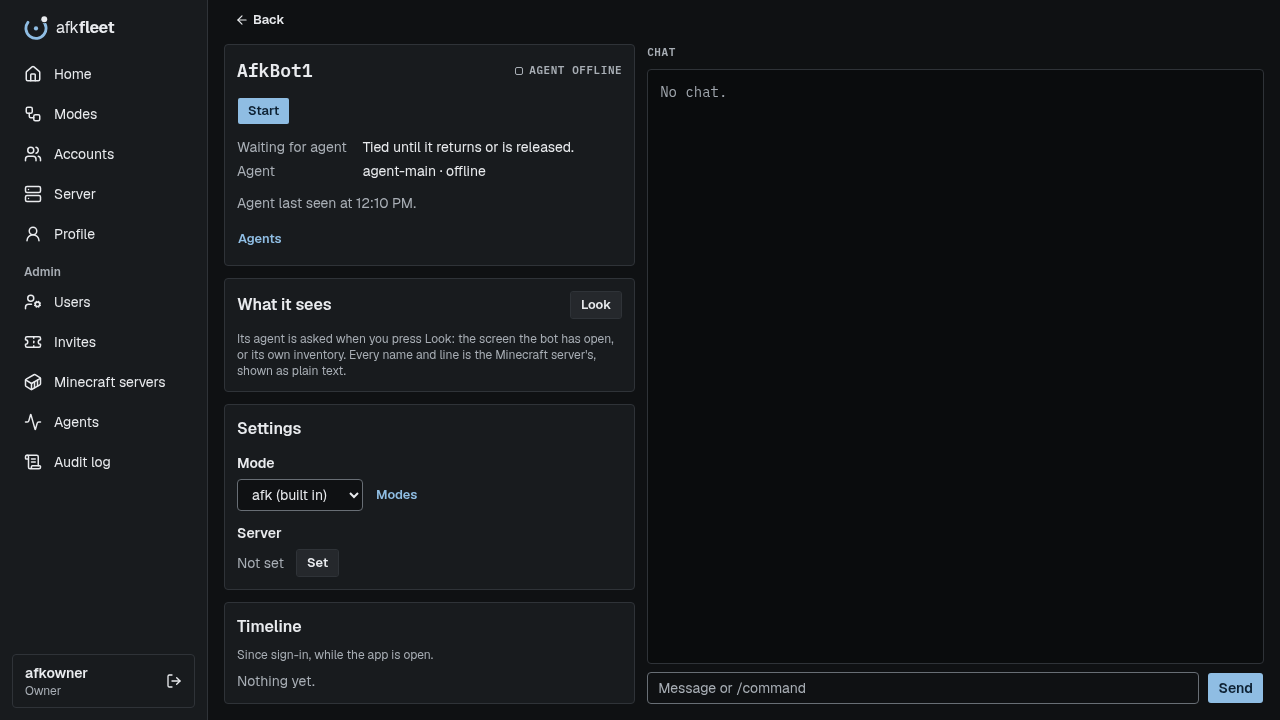 afkfleet
Home
Modes
Accounts
Server
Profile
Admin
Users
Invites
Minecraft servers
Agents
Audit log
afkowner
Owner
Back
AfkBot1
AGENT OFFLINE
Start
Waiting for agent Tied until it returns or is released.
Agent agent-main · offline
Agent last seen at 12:10 PM.
Agents
What it sees
Look
Its agent is asked when you press Look: the screen the bot has open,
or its own inventory. Every name and line is the Minecraft server's,
shown as plain text.
Settings
Mode
afk (built in)
Modes
Server
Not set
Set
Timeline
Since sign-in, while the app is open.
Nothing yet.
CHAT
No chat.
Message or /command
Send